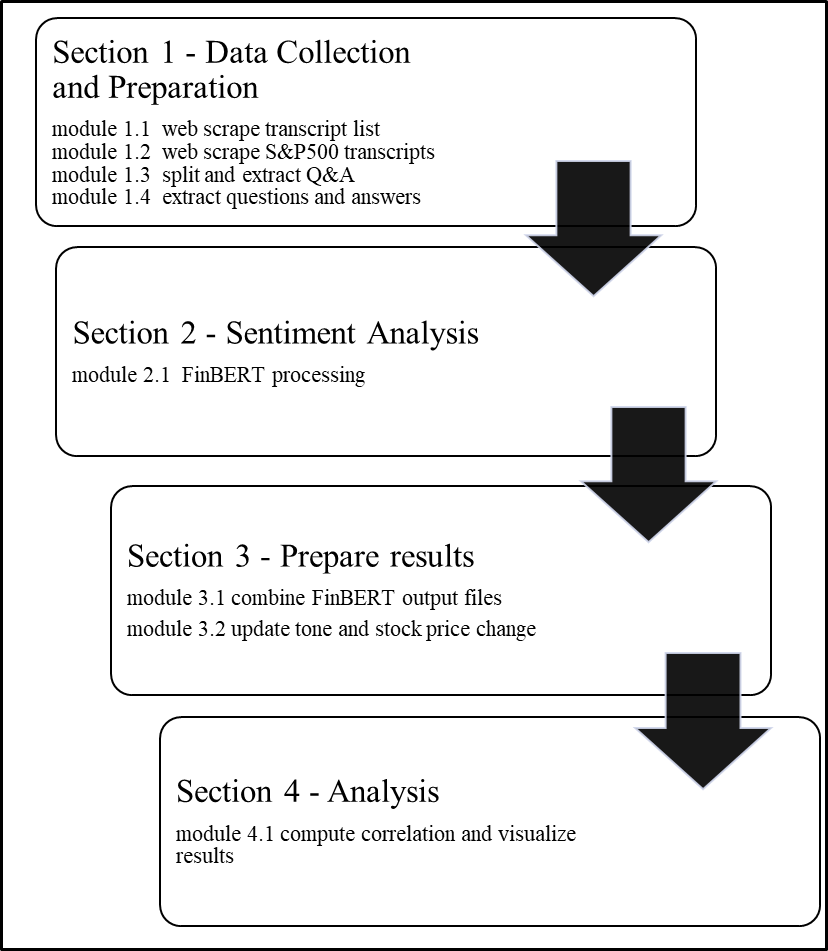 Section 1 - Data Collection
and Preparation
module 1.1 web scrape transcript list
module 1.2 web scrape S&P500 transcripts
module 1.3 split and extract Q&A
module 1.4 extract questions and answers
Section 2 - Sentiment Analysis
module 2.1 FinBERT processing
Section 3 - Prepare results
module 3.1 combine FinBERT output files
module 3.2 update tone and stock price change
Section 4 - Analysis
module 4.1 compute correlation and visualize
results